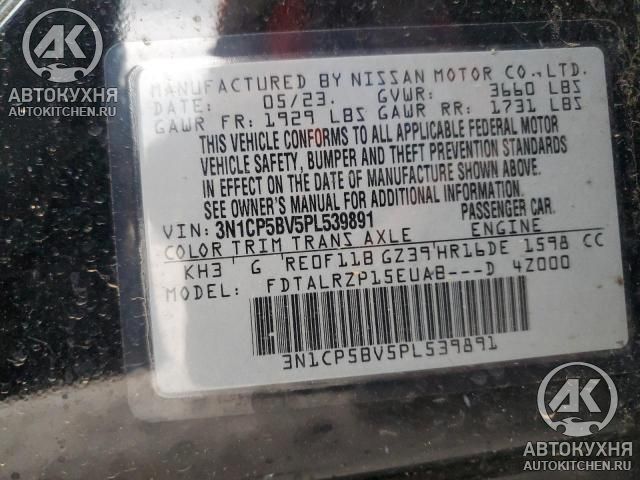 AK
АВТОКУХНЯ
AUTOKITCHEN.RU
MANUFACTURED BY NISSAN MOTOR CO.,LTD.
DATE: 05/23. GVWR: 3660 LBS
GAWR FR: 1929 LBS GAWR RR: 1731 LBS
THIS VEHICLE CONFORMS TO ALL APPLICABLE FEDERAL MOTOR
VEHICLE SAFETY, BUMPER AND THEFT PREVENTION STANDARDS
IN EFFECT ON THE DATE OF MANUFACTURE SHOWN ABOVE.
SEE OWNER'S MANUAL FOR ADDITIONAL INFORMATION.
VIN: 3N1CP5BV5PL539891 PASSENGER CAR.
COLOR TRIM TRANS AXLE ENGINE
KH3 ' G ' RE0F11B GZ39'HR16DE 1598 CC
MODEL: FDTALRZP15EUA8---D 4Z000
3N1CP5BV5PL539891
AK
АВТОКУХНЯ
AUTOKITCHEN.RU